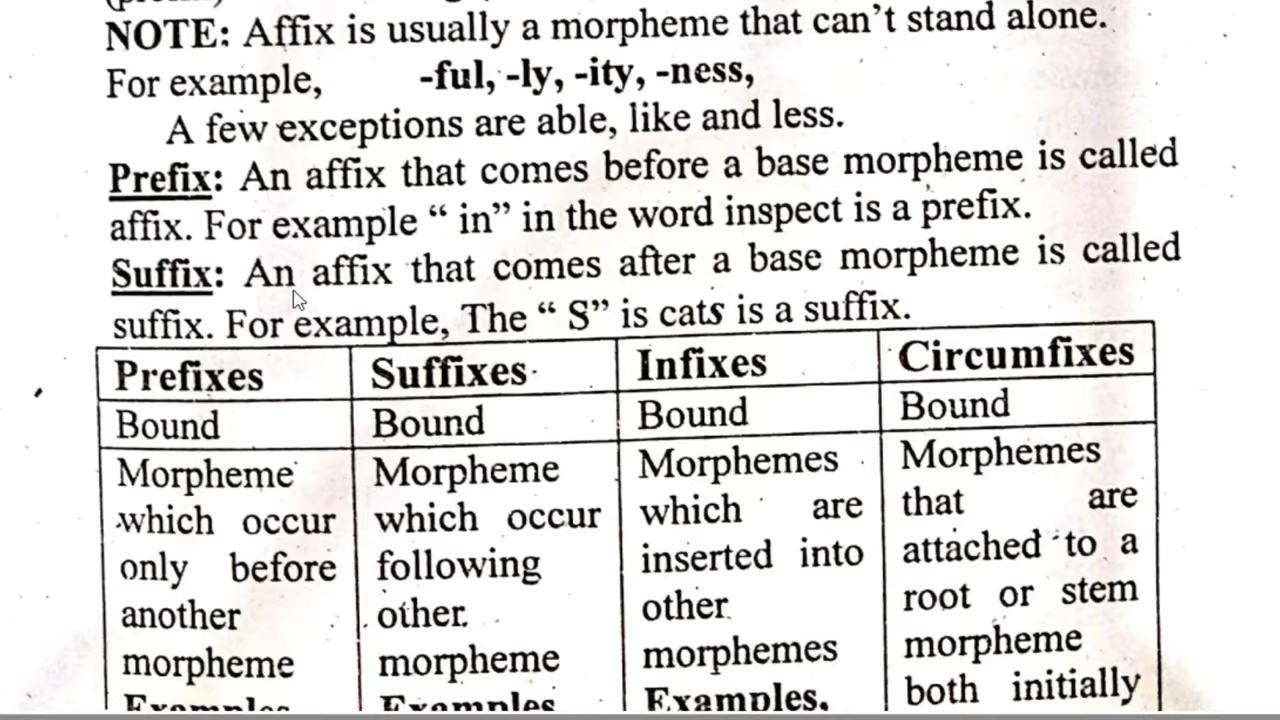 NOTE: Affix is usually a morpheme that can't stand alone.
For example, -ful, -ly, -ity, -ness,
A few exceptions are able, like and less.
Prefix: An affix that comes before a base morpheme is called
affix. For example “ in” in the word inspect is a prefix.
Suffix: An affix that comes after a base morpheme is called
suffix. For example, The “ S” is cats is a suffix.
Prefixes
Bound
Morpheme
which occur
only before
another
morpheme
Examples
Suffixes
Bound
Morpheme
which occur
following
other.
morpheme
Examples
Infixes
Bound
Morphemes
which are
inserted into
other
morphemes
Examples.
Circumfixes
Bound
Morphemes
that are
attached to a
root or stem
morpheme
both initially